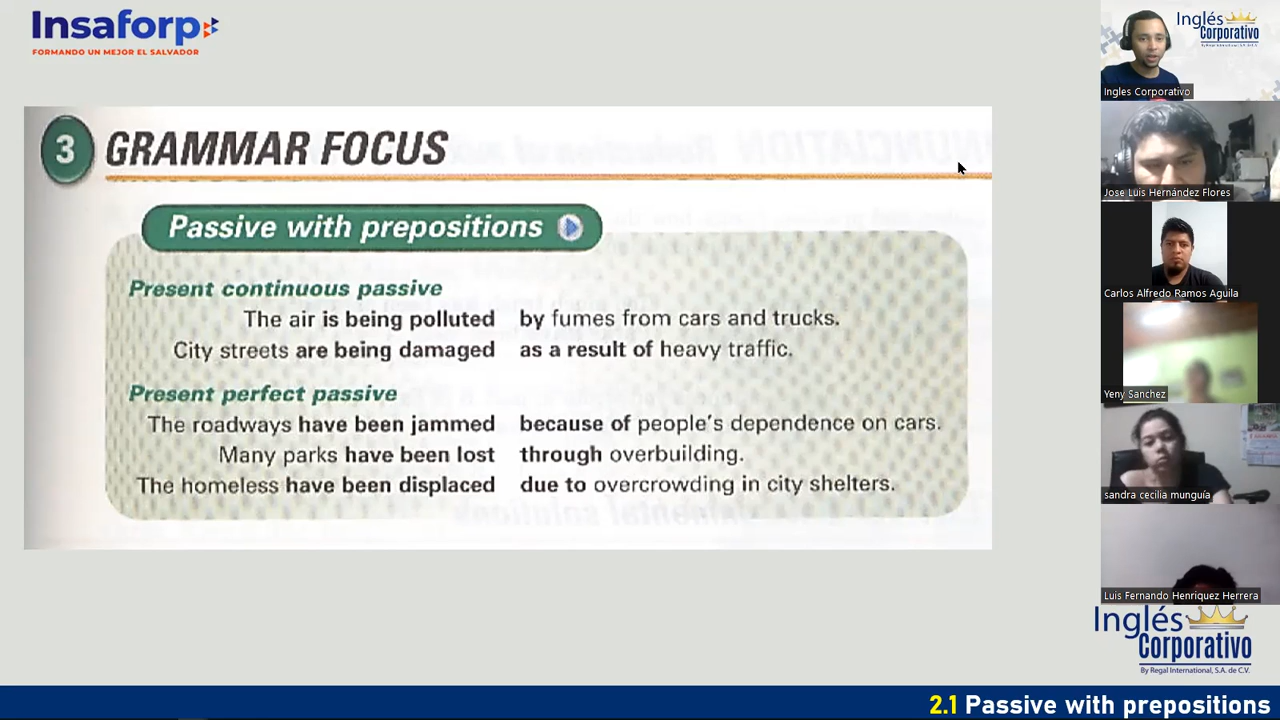 Insaforp
FORMANDO UN MEJOR EL SALVADOR
3 GRAMMAR FOCUS
Passive with prepositions
Present continuous passive
The air is being polluted by fumes from cars and trucks.
City streets are being damaged as a result of heavy traffic.
Present perfect passive
The roadways have been jammed because of people's dependence on cars.
Many parks have been lost through overbuilding.
The homeless have been displaced due to overcrowding in city shelters.
Inglés
Corporativo
Ingles Corporativo
Jose Luis Hernández Flores
Carlos Alfredo Ramos Aguila
Yeny Sanchez
sandra cecilia munguía
Luis Fernando Henriquez Herrera
Inglés
Corporativo
By Regal International, S.A. de C.V.
2.1 Passive with prepositions